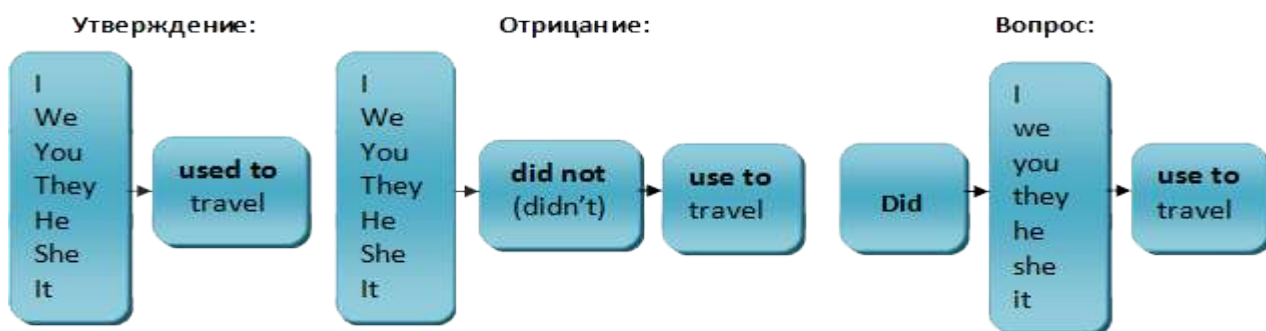 Утверждение:
I
We
You
They
He
She
It
used to
travel
Отрицание:
I
We
You
They
He
She
It
did not
(didn't)
use to
travel
Вопрос:
Did
I
we
you
they
he
she
it
use to
travel